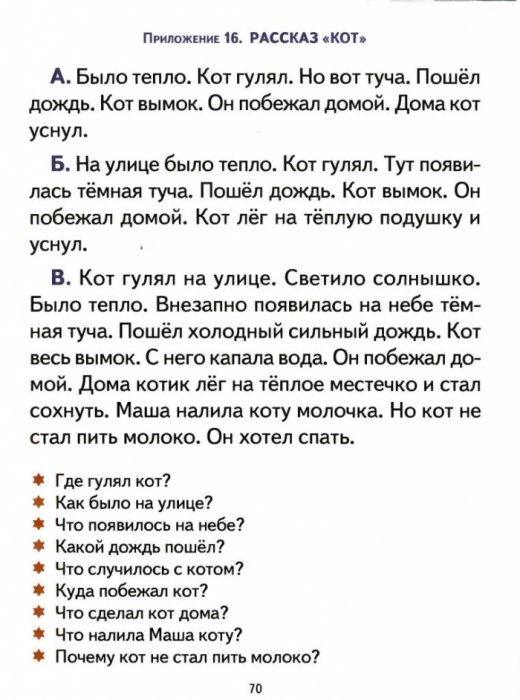 Приложение 16. РАССКАЗ «КОТ»
А. Было тепло. Кот гулял. Но вот туча. Пошёл
дождь. Кот вымок. Он побежал домой. Дома кот
уснул.
Б. На улице было тепло. Кот гулял. Тут появи-
лась тёмная туча. Пошёл дождь. Кот вымок. Он
побежал домой. Кот лёг на тёплую подушку и
уснул.
В. Кот гулял на улице. Светило солнышко.
Было тепло. Внезапно появилась на небе тём-
ная туча. Пошёл холодный сильный дождь. Кот
весь вымок. С него капала вода. Он побежал до-
мой. Дома котик лёг на тёплое местечко и стал
сохнуть. Маша налила коту молочка. Но кот не
стал пить молоко. Он хотел спать.
Где гулял кот?
Как было на улице?
Что появилось на небе?
Какой дождь пошёл?
Что случилось с котом?
Куда побежал кот?
Что сделал кот дома?
Что налила Маша коту?
Почему кот не стал пить молоко?
70